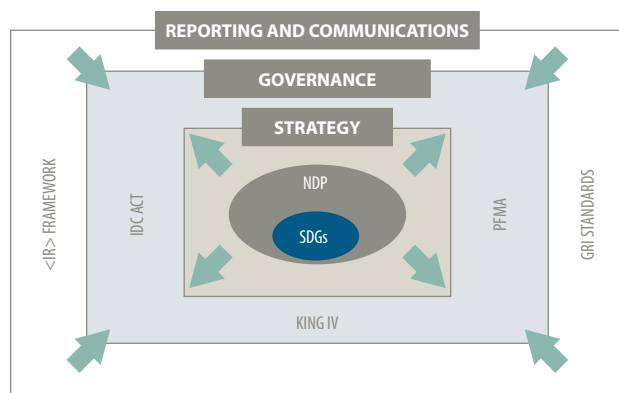 REPORTING AND COMMUNICATIONS
GOVERNANCE
STRATEGY
<IR> FRAMEWORK
IDC ACT
NDP
SDGs
PFMA
GRI STANDARDS
KING IV